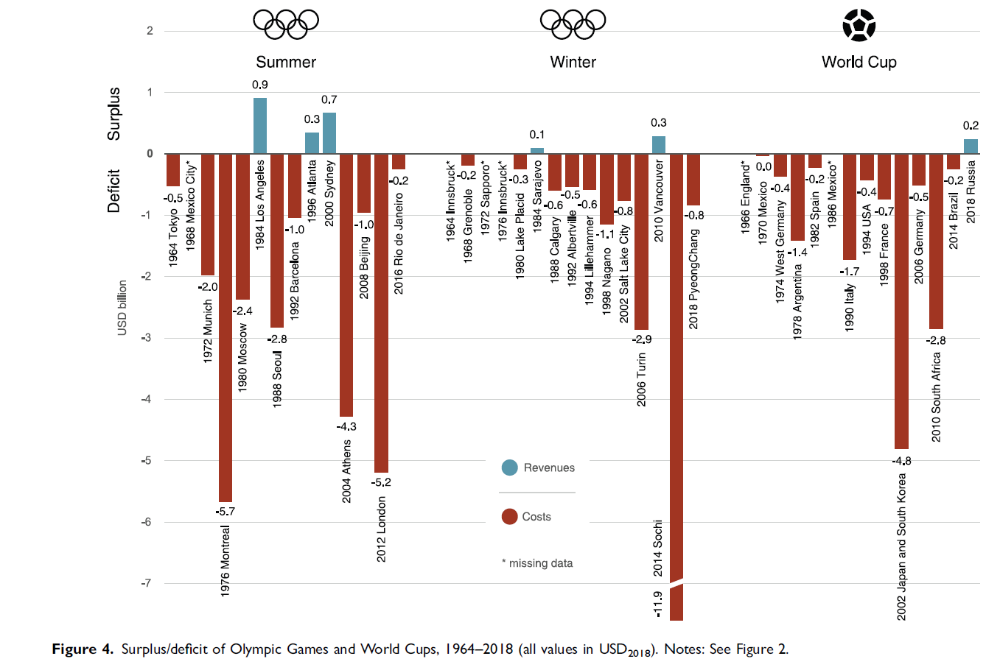 Summer
Winter
World Cup
Surplus
Deficit
USD billion
2
1
0
-1
-2
-3
-4
-5
-6
-7
-0.5
1964 Tokyo
1968 Mexico City*
-2.0
1972 Munich
-5.7
1976 Montreal
-2.4
1980 Moscow
0.9
1984 Los Angeles
-2.8
1988 Seoul
-1.0
1992 Barcelona
0.3
1996 Atlanta
0.7
2000 Sydney
-4.3
2004 Athens
-1.0
2008 Beijing
-5.2
2012 London
-0.2
2016 Rio de Janeiro
1964 Innsbruck*
-0.2
1968 Grenoble
1972 Sapporo*
1976 Innsbruck*
-0.3
1980 Lake Placid
0.1
1984 Sarajevo
-0.6
1988 Calgary
-0.5
1992 Albertville
-0.6
1994 Lillehammer
-1.1
1998 Nagano
-0.8
2002 Salt Lake City
-2.9
2006 Turin
0.3
2010 Vancouver
-11.9
2014 Sochi
-0.8
2018 PyeongChang
1966 England*
0.0
1970 Mexico
-0.4
1974 West Germany
-1.4
1978 Argentina
-0.2
1982 Spain
1986 Mexico*
-1.7
1990 Italy
-0.4
1994 USA
-0.7
1998 France
-4.8
2002 Japan and South Korea
-0.5
2006 Germany
-2.8
2010 South Africa
-0.2
2014 Brazil
0.2
2018 Russia
Revenues
Costs
* missing data
Figure 4. Surplus/deficit of Olympic Games and World Cups, 1964–2018 (all values in USD2018). Notes: See Figure 2.